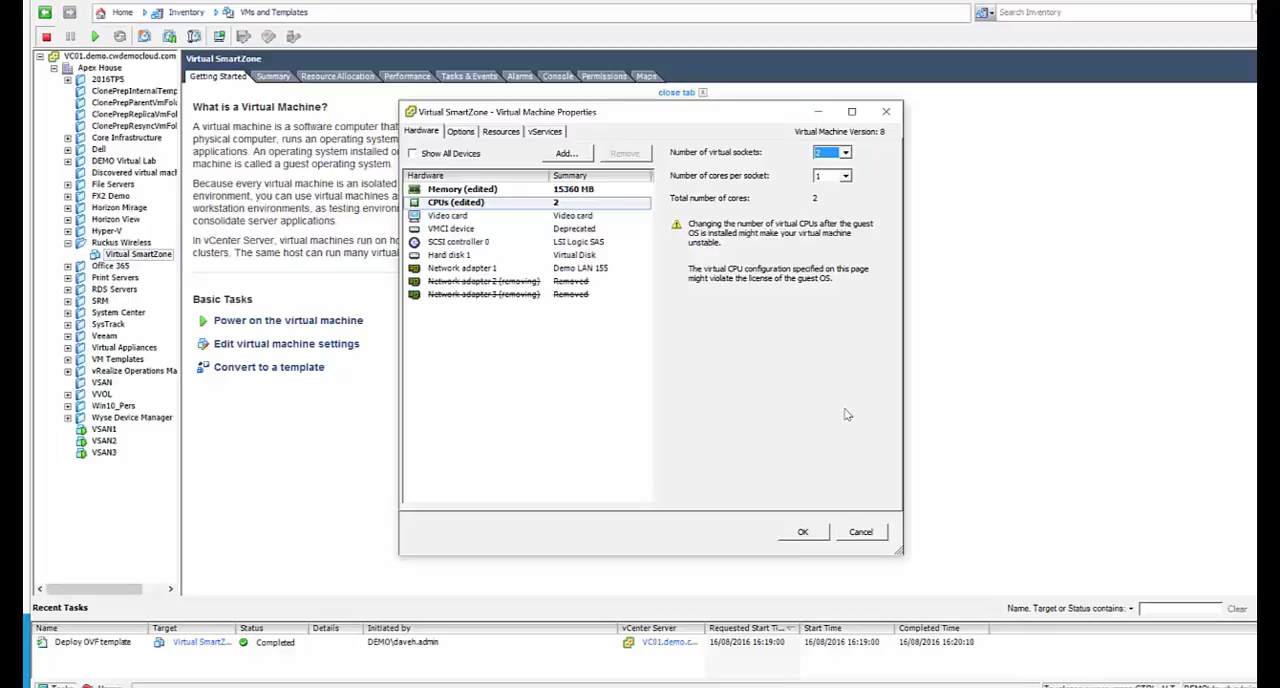 Home Inventory VMs and Templates Search Inventory
VC01.demo.cwdemocloud.com
Apex House
2016TP5
ClonePrepInternalTemp
ClonePrepParentVmFol
ClonePrepReplicaVmFol
ClonePrepResyncVmFol
Core Infrastructure
Dell
DEMO Virtual Lab
Discovered virtual mach
File Servers
FX2 Demo
Horizon Mirage
Horizon View
Hyper-V
Ruckus Wireless
Virtual SmartZone
Office 365
Print Servers
RDS Servers
SRM
System Center
SysTrack
Veeam
Virtual Appliances
VM Templates
vRealize Operations Ma
VSAN
VVOL
Win10_Pers
Wyse Device Manager
VSAN1
VSAN2
VSAN3
Virtual SmartZone
Getting Started Summary Resource Allocation Performance Tasks & Events Alarms Console Permissions Maps
close tab X
What is a Virtual Machine?
A virtual machine is a software computer that
physical computer, runs an operating system
applications. An operating system installed o
machine is called a guest operating system.
Because every virtual machine is an isolated
environment, you can use virtual machines as
workstation environments, as testing environ
consolidate server applications.
In vCenter Server, virtual machines run on ho
clusters. The same host can run many virtual
Basic Tasks
Power on the virtual machine
Edit virtual machine settings
Convert to a template
Virtual SmartZone - Virtual Machine Properties
Hardware Options Resources vServices Virtual Machine Version: 8
Show All Devices Add... Remove
Hardware Summary
Memory (edited) 15360 MB
CPUs (edited) 2
Video card Video card
VMCI device Deprecated
SCSI controller 0 LSI Logic SAS
Hard disk 1 Virtual Disk
Network adapter 1 Demo LAN 155
Network adapter 2 (removing) Removed
Network adapter 3 (removing) Removed
Number of virtual sockets: 2
Number of cores per socket: 1
Total number of cores: 2
Changing the number of virtual CPUs after the guest
OS is installed might make your virtual machine
unstable.
The virtual CPU configuration specified on this page
might violate the license of the guest OS.
OK Cancel
Recent Tasks Name, Target or Status contains: Clear
Name Target Status Details Initiated by vCenter Server Requested Start Ti... Start Time Completed Time
Deploy OVF template Virtual SmartZ... Completed DEMO\daveh.admin VC01.demo.c... 16/08/2016 16:19:00 16/08/2016 16:19:00 16/08/2016 16:20:10